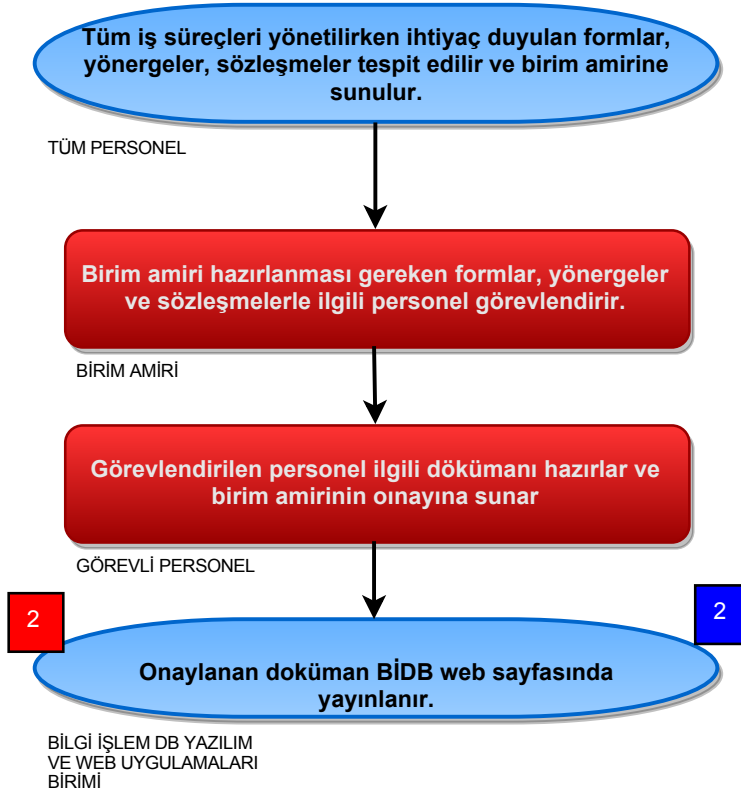 Tüm iş süreçleri yönetilirken ihtiyaç duyulan formlar,
yönergeler, sözleşmeler tespit edilir ve birim amirine
sunulur.
TÜM PERSONEL
Birim amiri hazırlanması gereken formlar, yönergeler
ve sözleşmelerle ilgili personel görevlendirir.
BİRİM AMİRİ
Görevlendirilen personel ilgili dökümanı hazırlar ve
birim amirinin oınayına sunar
GÖREVLİ PERSONEL
2
2
Onaylanan doküman BİDB web sayfasında
yayınlanır.
BİLGİ İŞLEM DB YAZILIM
VE WEB UYGULAMALARI
BİRİMİ